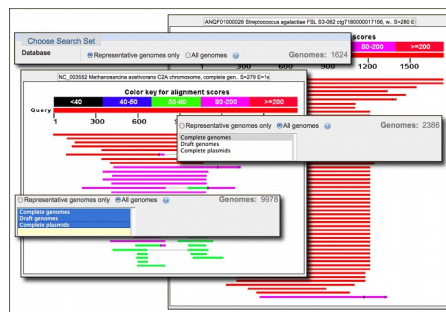 ANQF01000026 Streptococcus agalactiae FSL S3-062 ctg7180000017156, w.. S=280 E=
Choose Search Set
Database
Representative genomes only All genomes Genomes: 1624
scores
80-200 >=200
1200 1500
NC_003552 Methanosarcina acetivorans C2A chromosome, complete gen.. S=279 E=1e
Color key for alignment scores
<40 40-50 50-80 80-200 >=200
Query
1 300 600 900
Representative genomes only All genomes Genomes: 2386
Complete genomes
Draft genomes
Complete plasmids
Representative genomes only All genomes Genomes: 9978
Complete genomes
Draft genomes
Complete plasmids